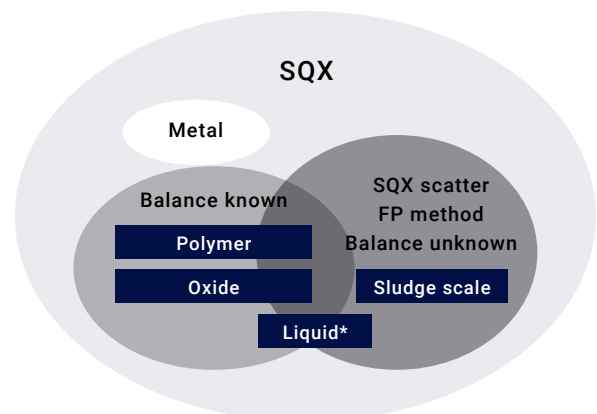 SQX
Metal
Balance known
Polymer
Oxide
SQX scatter
FP method
Balance unknown
Sludge scale
Liquid*